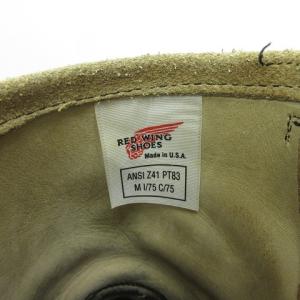 RED WING
SHOES
Made in U.S.A.
ANSI Z41 PT83
M I/75 C/75